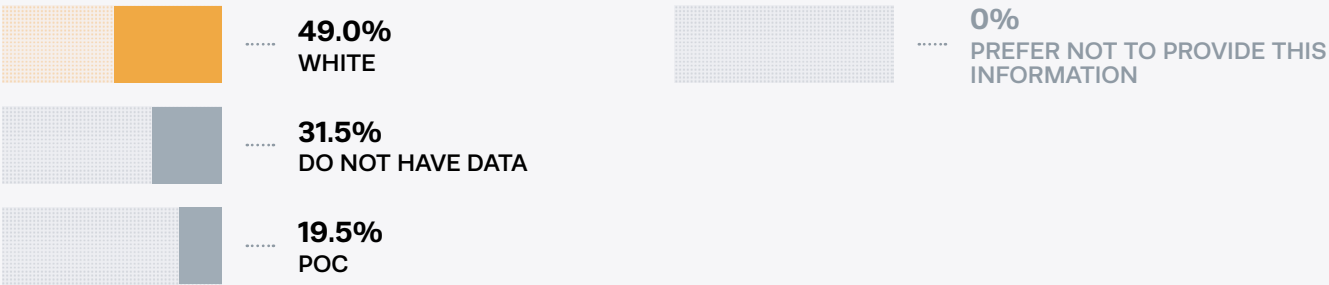 49.0%
WHITE
31.5%
DO NOT HAVE DATA
19.5%
POC
0%
PREFER NOT TO PROVIDE THIS
INFORMATION